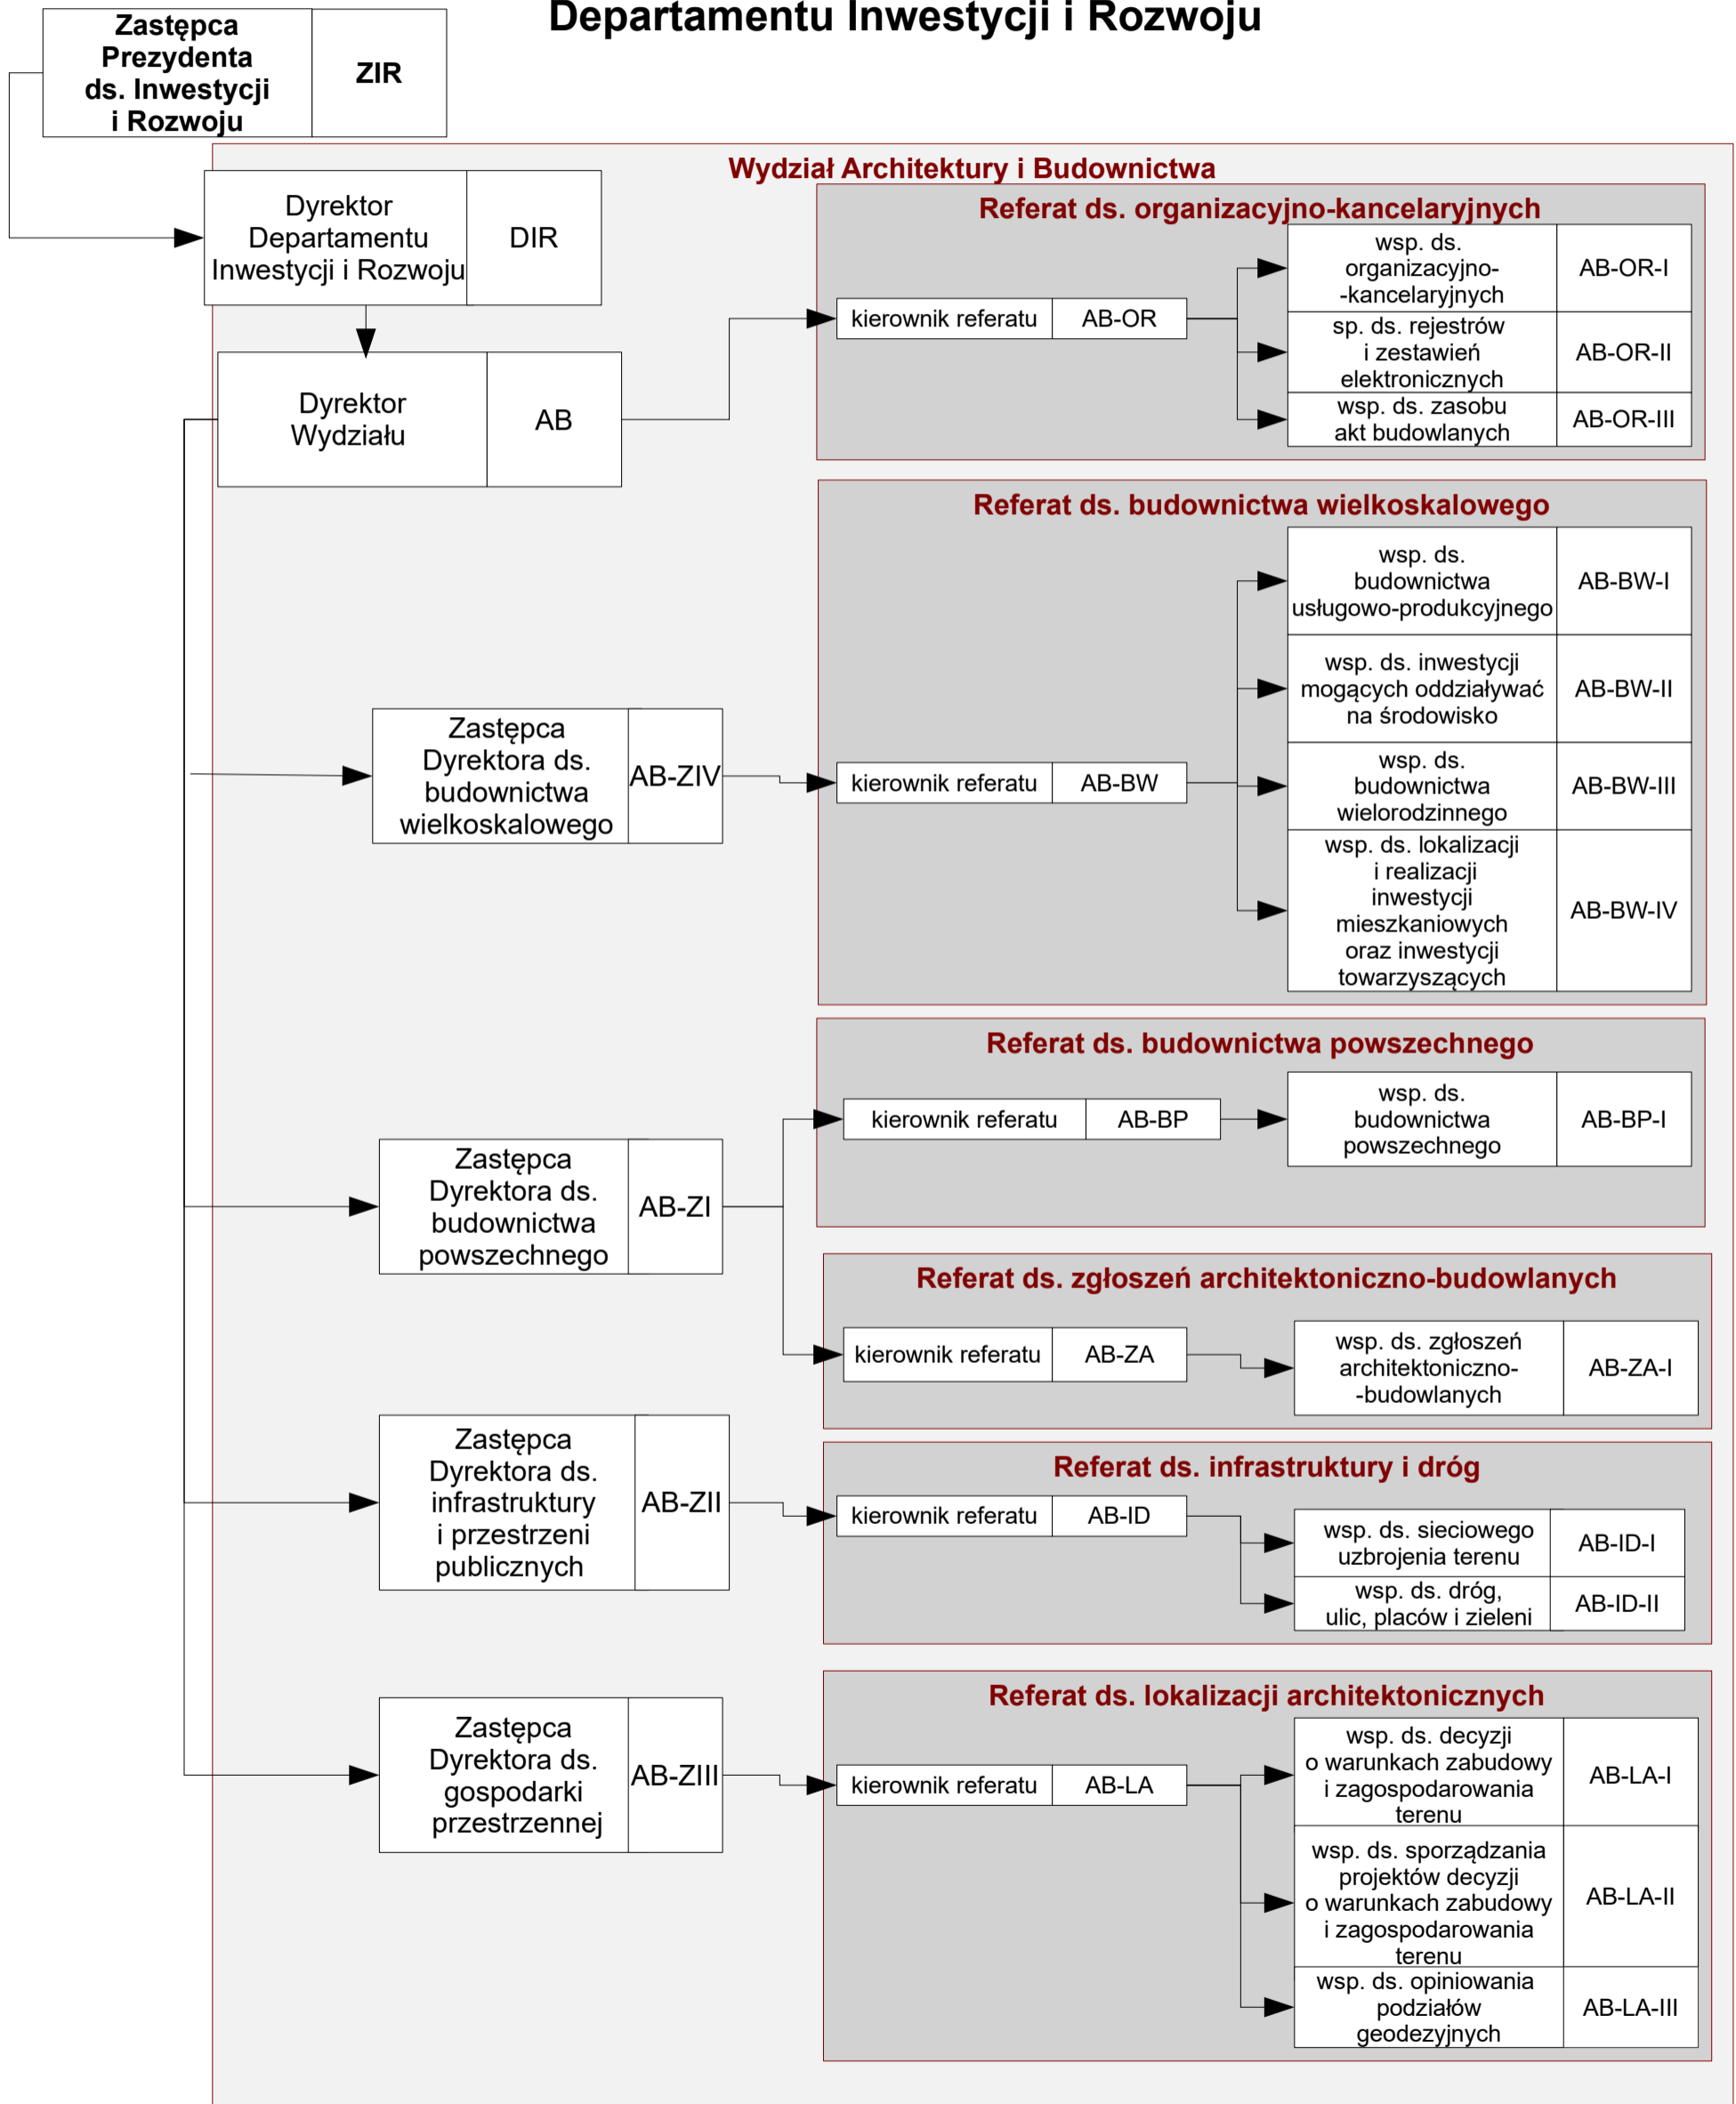 Departamentu Inwestycji i Rozwoju
Zastępca
Prezydenta
ds. Inwestycji
i Rozwoju
ZIR
Wydział Architektury i Budownictwa
Dyrektor
Departamentu
Inwestycji i Rozwoju
DIR
Dyrektor
Wydziału
AB
Referat ds. organizacyjno-kancelaryjnych
kierownik referatu
AB-OR
wsp. ds.
organizacyjno-
-kancelaryjnych
AB-OR-I
sp. ds. rejestrów
i zestawień
elektronicznych
AB-OR-II
wsp. ds. zasobu
akt budowlanych
AB-OR-III
Zastępca
Dyrektora ds.
budownictwa
wielkoskalowego
AB-ZIV
Referat ds. budownictwa wielkoskalowego
kierownik referatu
AB-BW
wsp. ds.
budownictwa
usługowo-produkcyjnego
AB-BW-I
wsp. ds. inwestycji
mogących oddziaływać
na środowisko
AB-BW-II
wsp. ds.
budownictwa
wielorodzinnego
AB-BW-III
wsp. ds. lokalizacji
i realizacji
inwestycji
mieszkaniowych
oraz inwestycji
towarzyszących
AB-BW-IV
Zastępca
Dyrektora ds.
budownictwa
powszechnego
AB-ZI
Referat ds. budownictwa powszechnego
kierownik referatu
AB-BP
wsp. ds.
budownictwa
powszechnego
AB-BP-I
Referat ds. zgłoszeń architektoniczno-budowlanych
kierownik referatu
AB-ZA
wsp. ds. zgłoszeń
architektoniczno-
-budowlanych
AB-ZA-I
Zastępca
Dyrektora ds.
infrastruktury
i przestrzeni
publicznych
AB-ZII
Referat ds. infrastruktury i dróg
kierownik referatu
AB-ID
wsp. ds. sieciowego
uzbrojenia terenu
AB-ID-I
wsp. ds. dróg,
ulic, placów i zieleni
AB-ID-II
Zastępca
Dyrektora ds.
gospodarki
przestrzennej
AB-ZIII
Referat ds. lokalizacji architektonicznych
kierownik referatu
AB-LA
wsp. ds. decyzji
o warunkach zabudowy
i zagospodarowania
terenu
AB-LA-I
wsp. ds. sporządzania
projektów decyzji
o warunkach zabudowy
i zagospodarowania
terenu
AB-LA-II
wsp. ds. opiniowania
podziałów
geodezyjnych
AB-LA-III